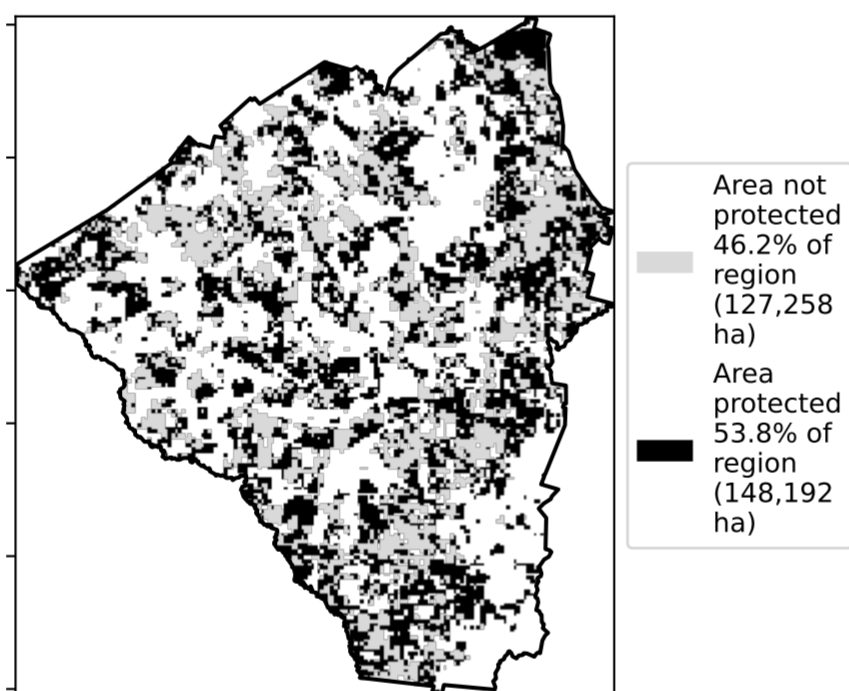 Area not
protected
46.2% of
region
(127,258
ha)
Area
protected
53.8% of
region
(148,192
ha)